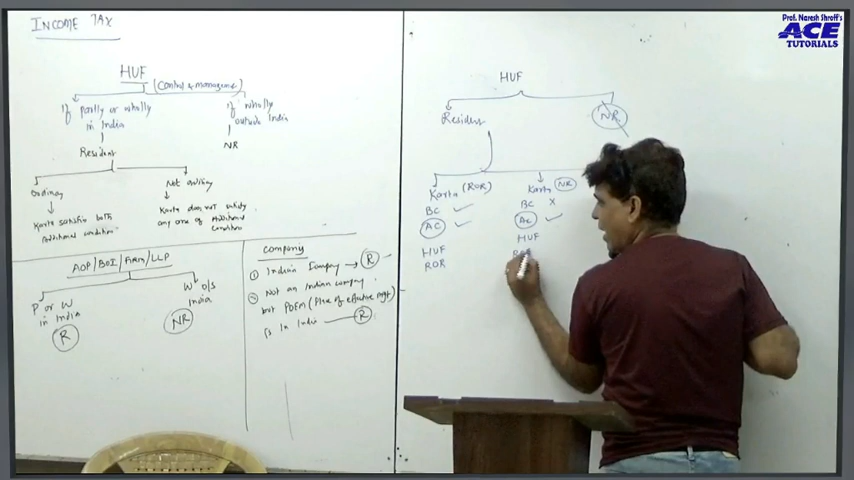 INCOME TAX
HUF
(Control & manageme)
If partly or wholly
in India
Resident
If wholly
outside India
NR
Ordinary
Karta satisfies both
Additional condition
Not ordinary
Karta does not satisfy
any one of Additional
condition
AOP/BOI/Firm/LLP
P or W
in India
R
W O/S
India
NR
Company
① Indian Company → R
② Not an Indian company
but POEM (Place of effective mgt)
is in India R
HUF
Resident
NR
Karta (ROR)
BC ✓
AC ✓
HUF
ROR
Karta NR
BC X
AC ✓
HUF
Prof. Naresh Shroff's
ACE
TUTORIALS